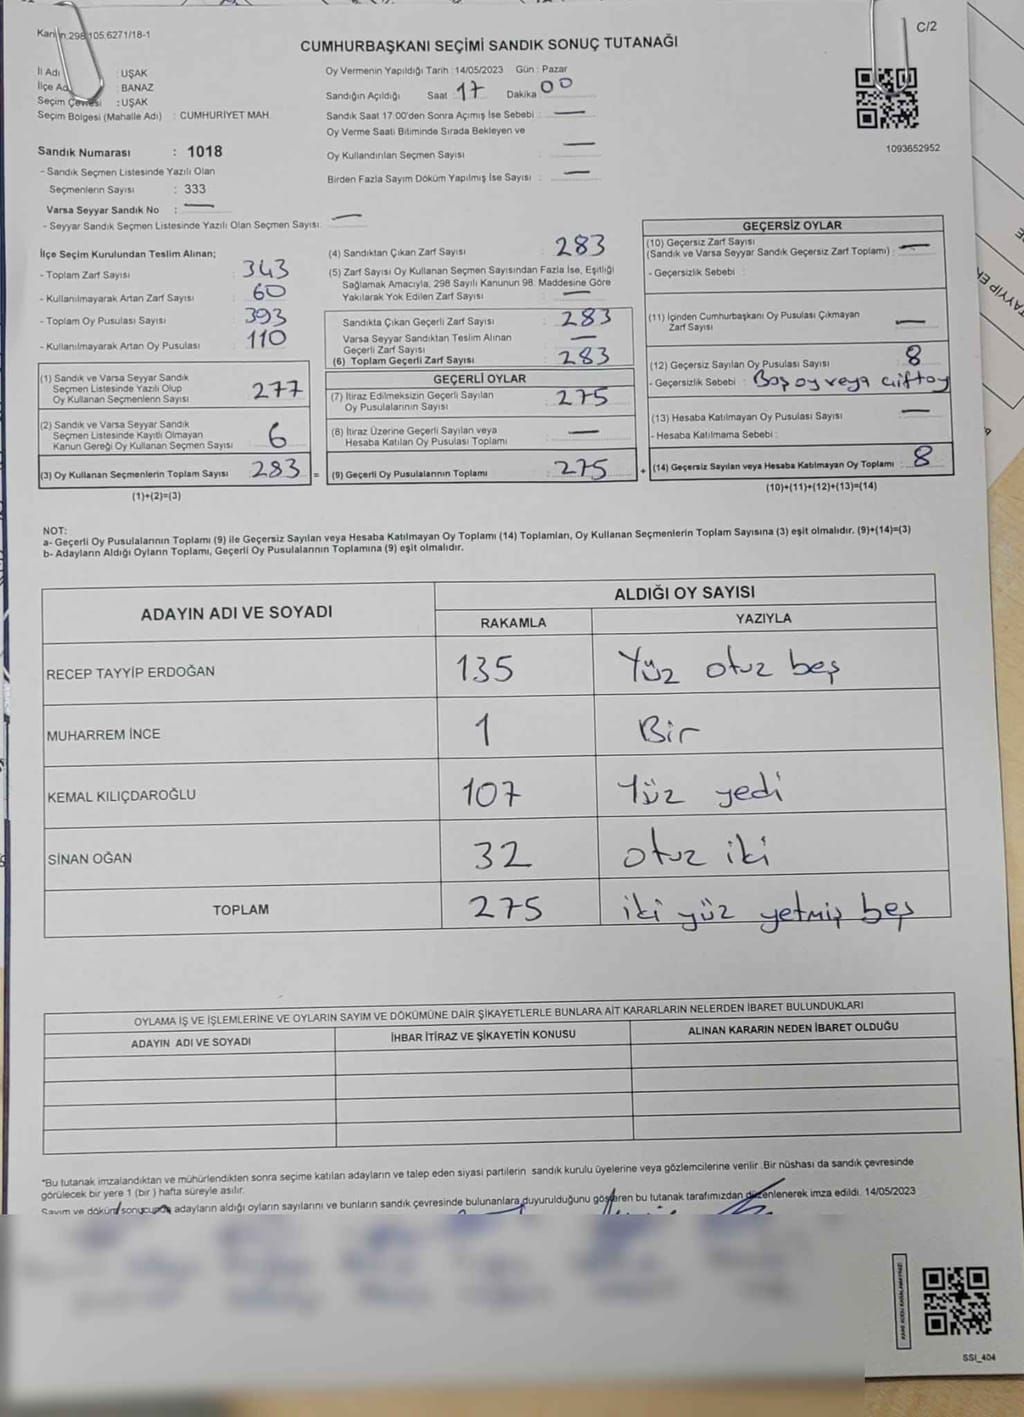 C/2
CUMHURBAŞKANI SEÇİMİ SANDIK SONUÇ TUTANAĞI
İl Adı : UŞAK
İlçe Ad : BANAZ
Seçim Çevresi : UŞAK
Seçim Bölgesi (Mahalle Adı) : CUMHURİYET MAH.
Sandık Numarası : 1018
- Sandık Seçmen Listesinde Yazılı Olan
Seçmenlerin Sayısı : 333
Varsa Seyyar Sandık No : —
- Seyyar Sandık Seçmen Listesinde Yazılı Olan Seçmen Sayısı: —
Oy Vermenin Yapıldığı Tarih : 14/05/2023 Gün : Pazar
Sandığın Açıldığı Saat 17 Dakika 00
Sandık Saat 17:00'den Sonra Açımış İse Sebebi : —
Oy Verme Saati Bitiminde Sırada Bekleyen ve
Oy Kullandırılan Seçmen Sayısı : —
Birden Fazla Sayım Döküm Yapılmış İse Sayısı : —
1093652952
İlçe Seçim Kurulundan Teslim Alınan;
- Toplam Zarf Sayısı : 343
- Kullanılmayarak Artan Zarf Sayısı : 60
- Toplam Oy Pusulası Sayısı : 393
- Kullanılmayarak Artan Oy Pusulası : 110
(1) Sandık ve Varsa Seyyar Sandık
Seçmen Listesinde Yazılı Olup
Oy Kullanan Seçmenlerin Sayısı : 277
(2) Sandık ve Varsa Seyyar Sandık
Seçmen Listesinde Kayıtlı Olmayan
Kanun Gereği Oy Kullanan Seçmen Sayısı : 6
(3) Oy Kullanan Seçmenlerin Toplam Sayısı : 283 =
(1)+(2)=(3)
(4) Sandıktan Çıkan Zarf Sayısı : 283
(5) Zarf Sayısı Oy Kullanan Seçmen Sayısından Fazla İse, Eşitliği
Sağlamak Amacıyla, 298 Sayılı Kanunun 98. Maddesine Göre
Yakılarak Yok Edilen Zarf Sayısı : —
Sandıkta Çıkan Geçerli Zarf Sayısı : 283
Varsa Seyyar Sandıktan Teslim Alınan
Geçerli Zarf Sayısı : —
(6) Toplam Geçerli Zarf Sayısı : 283
GEÇERLİ OYLAR
(7) İtiraz Edilmeksizin Geçerli Sayılan
Oy Pusulalarının Sayısı : 275
(8) İtiraz Üzerine Geçerli Sayılan veya
Hesaba Katılan Oy Pusulası Toplamı : —
(9) Geçerli Oy Pusulalarının Toplamı : 275 +
GEÇERSİZ OYLAR
(10) Geçersiz Zarf Sayısı
(Sandık ve Varsa Seyyar Sandık Geçersiz Zarf Toplamı) : —
- Geçersizlik Sebebi :
(11) İçinden Cumhurbaşkanı Oy Pusulası Çıkmayan
Zarf Sayısı : —
(12) Geçersiz Sayılan Oy Pusulası Sayısı : 8
- Geçersizlik Sebebi : Boş oy veya çift oy
(13) Hesaba Katılmayan Oy Pusulası Sayısı : —
- Hesaba Katılmama Sebebi :
(14) Geçersiz Sayılan veya Hesaba Katılmayan Oy Toplamı : 8
(10)+(11)+(12)+(13)=(14)
NOT:
a- Geçerli Oy Pusulalarının Toplamı (9) ile Geçersiz Sayılan veya Hesaba Katılmayan Oy Toplamı (14) Toplamları, Oy Kullanan Seçmenlerin Toplam Sayısına (3) eşit olmalıdır. (9)+(14)=(3)
b- Adayların Aldığı Oyların Toplamı, Geçerli Oy Pusulalarının Toplamına (9) eşit olmalıdır.
ADAYIN ADI VE SOYADI ALDIĞI OY SAYISI
RAKAMLA YAZIYLA
RECEP TAYYİP ERDOĞAN 135 Yüz otuz beş
MUHARREM İNCE 1 Bir
KEMAL KILIÇDAROĞLU 107 Yüz yedi
SİNAN OĞAN 32 otuz iki
TOPLAM 275 iki yüz yetmiş beş
OYLAMA İŞ VE İŞLEMLERİNE VE OYLARIN SAYIM VE DÖKÜMÜNE DAİR ŞİKAYETLERLE BUNLARA AİT KARARLARIN NELERDEN İBARET BULUNDUKLARI
ADAYIN ADI VE SOYADI İHBAR İTİRAZ VE ŞİKAYETİN KONUSU ALINAN KARARIN NEDEN İBARET OLDUĞU
*Bu tutanak imzalandıktan ve mühürlendikten sonra seçime katılan adayların ve talep eden siyasi partilerin sandık kurulu üyelerine veya gözlemcilerine verilir .Bir nüshası da sandık çevresinde
görülecek bir yere 1 (bir ) hafta süreyle asılır.
Sayım ve döküm sonucunda adayların aldığı oyların sayılarını ve bunların sandık çevresinde bulunanlara duyurulduğunu gösteren bu tutanak tarafımızdan düzenlenerek imza edildi. 14/05/2023
SSI_404